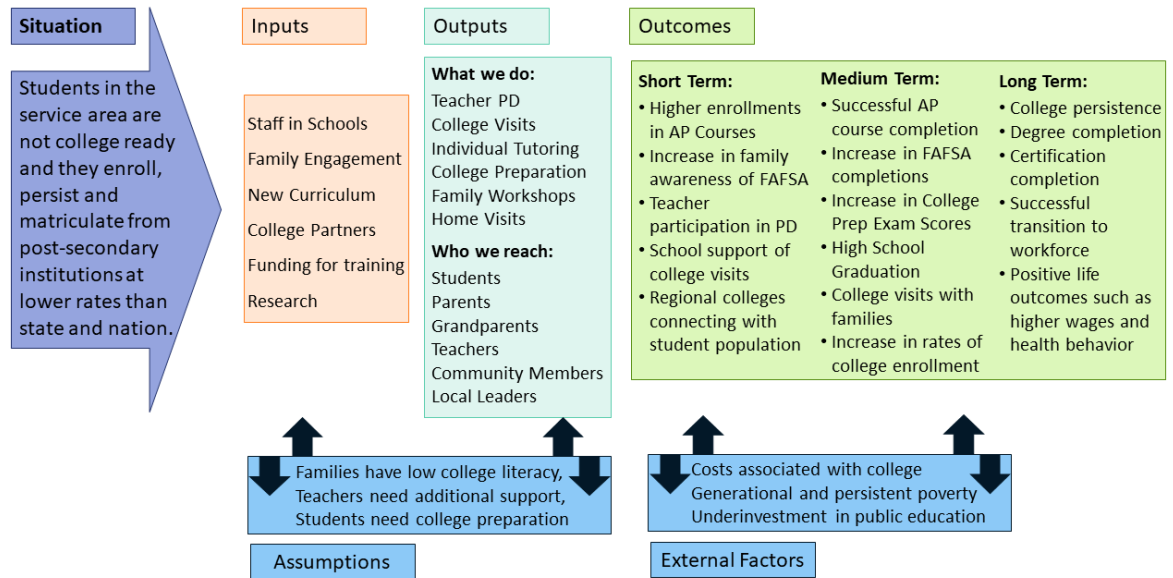 Situation
Students in the
service area are
not college ready
and they enroll,
persist and
matriculate from
post-secondary
institutions at
lower rates than
state and nation.
Inputs
Staff in Schools
Family Engagement
New Curriculum
College Partners
Funding for training
Research
Outputs
What we do:
Teacher PD
College Visits
Individual Tutoring
College Preparation
Family Workshops
Home Visits
Who we reach:
Students
Parents
Grandparents
Teachers
Community Members
Local Leaders
Outcomes
Short Term:
• Higher enrollments
in AP Courses
• Increase in family
awareness of FAFSA
• Teacher
participation in PD
• School support of
college visits
• Regional colleges
connecting with
student population
Medium Term:
• Successful AP
course completion
• Increase in FAFSA
completions
• Increase in College
Prep Exam Scores
• High School
Graduation
• College visits with
families
• Increase in rates of
college enrollment
Long Term:
• College persistence
• Degree completion
• Certification
completion
• Successful
transition to
workforce
• Positive life
outcomes such as
higher wages and
health behavior
Families have low college literacy,
Teachers need additional support,
Students need college preparation
Assumptions
Costs associated with college
Generational and persistent poverty
Underinvestment in public education
External Factors